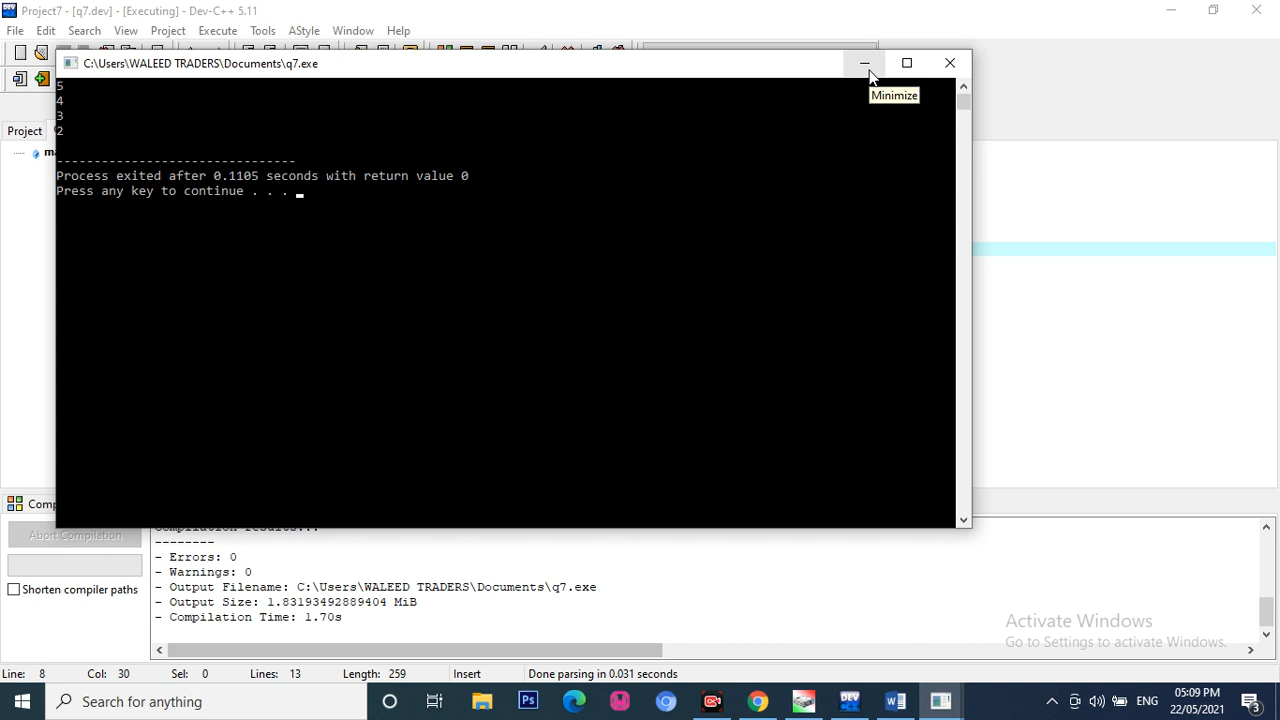 Project7 - [q7.dev] - [Executing] - Dev-C++ 5.11
File Edit Search View Project Execute Tools AStyle Window Help
C:\Users\WALEED TRADERS\Documents\q7.exe
5
Minimize
4
3
2
Project
--------------------------------
Process exited after 0.1105 seconds with return value 0
Press any key to continue . . .
Abort Compilation
Compilation results...
--------
- Errors: 0
- Warnings: 0
- Output Filename: C:\Users\WALEED TRADERS\Documents\q7.exe
Shorten compiler paths
- Output Size: 1.83193492889404 MiB
- Compilation Time: 1.70s
Activate Windows
Go to Settings to activate Windows.
Line: 8 Col: 30 Sel: 0 Lines: 13 Length: 259 Insert Done parsing in 0.031 seconds
Search for anything
Ps
DEV
ENG
05:09 PM
22/05/2021
3